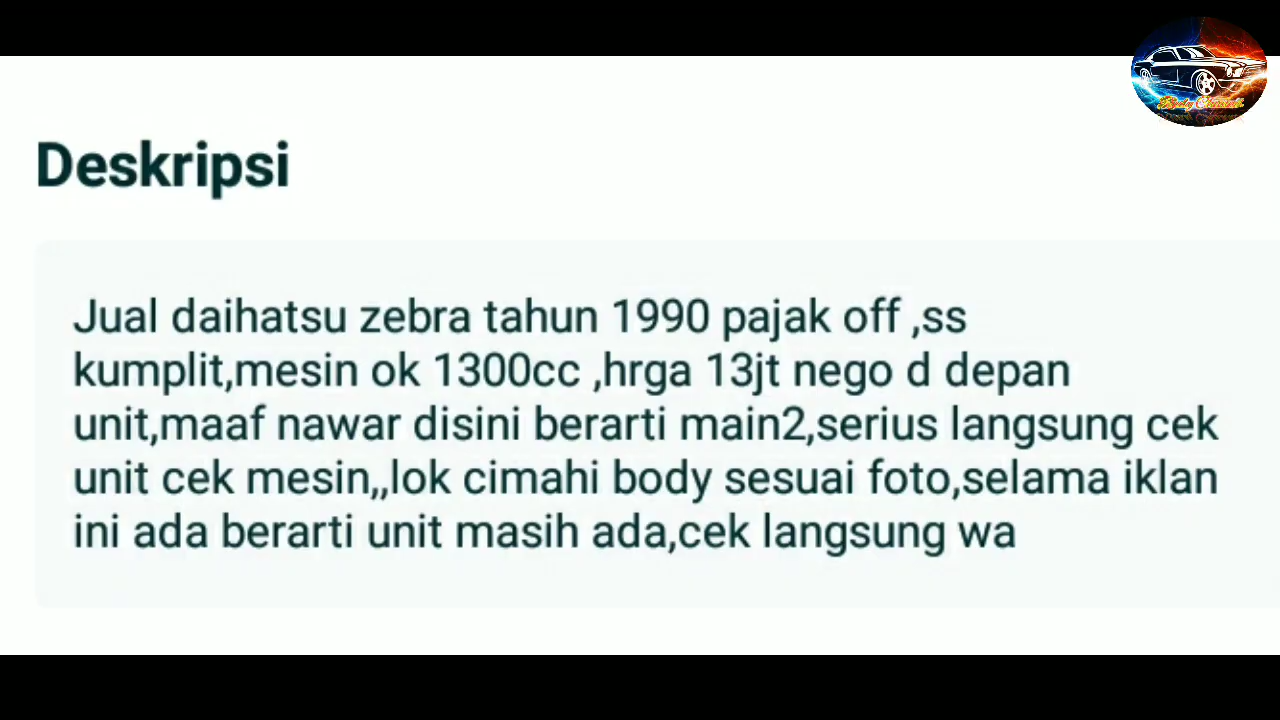 Deskripsi
Jual daihatsu zebra tahun 1990 pajak off ,ss
kumplit,mesin ok 1300cc ,hrga 13jt nego d depan
unit,maaf nawar disini berarti main2,serius langsung cek
unit cek mesin,,lok cimahi body sesuai foto,selama iklan
ini ada berarti unit masih ada,cek langsung wa